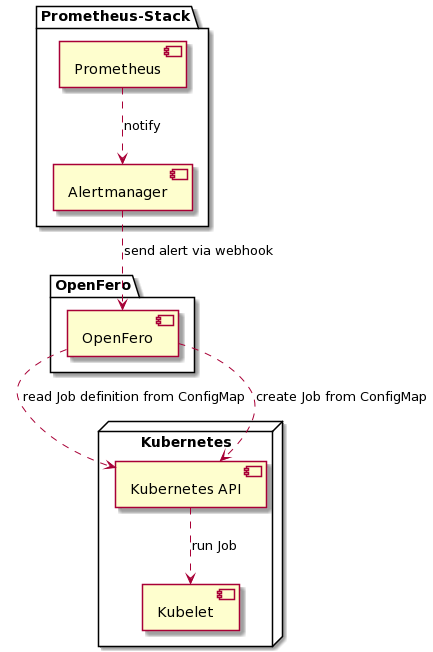 Prometheus-Stack
Prometheus
notify
Alertmanager
send alert via webhook
OpenFero
OpenFero
read Job definition from ConfigMap
create Job from ConfigMap
Kubernetes
Kubernetes API
run Job
Kubelet